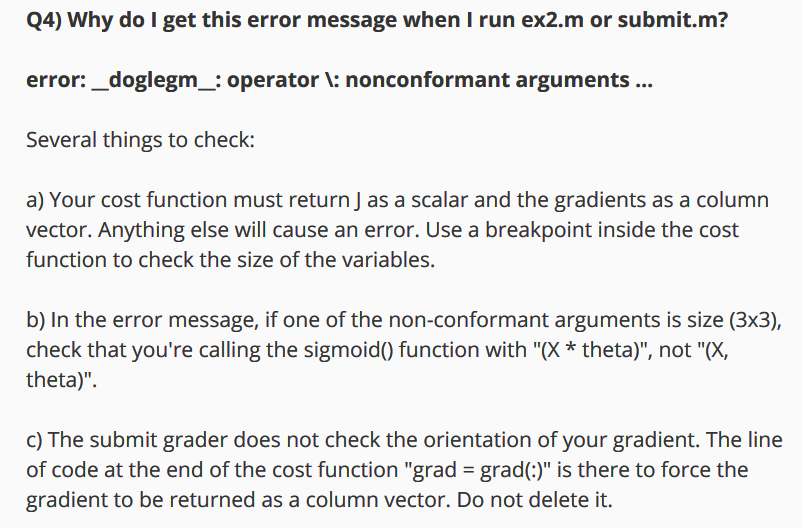 Q4) Why do I get this error message when I run ex2.m or submit.m?
error: __doglegm__: operator \: nonconformant arguments ...
Several things to check:
a) Your cost function must return J as a scalar and the gradients as a column
vector. Anything else will cause an error. Use a breakpoint inside the cost
function to check the size of the variables.
b) In the error message, if one of the non-conformant arguments is size (3x3),
check that you're calling the sigmoid() function with "(X * theta)", not "(X,
theta)".
c) The submit grader does not check the orientation of your gradient. The line
of code at the end of the cost function "grad = grad(:)" is there to force the
gradient to be returned as a column vector. Do not delete it.